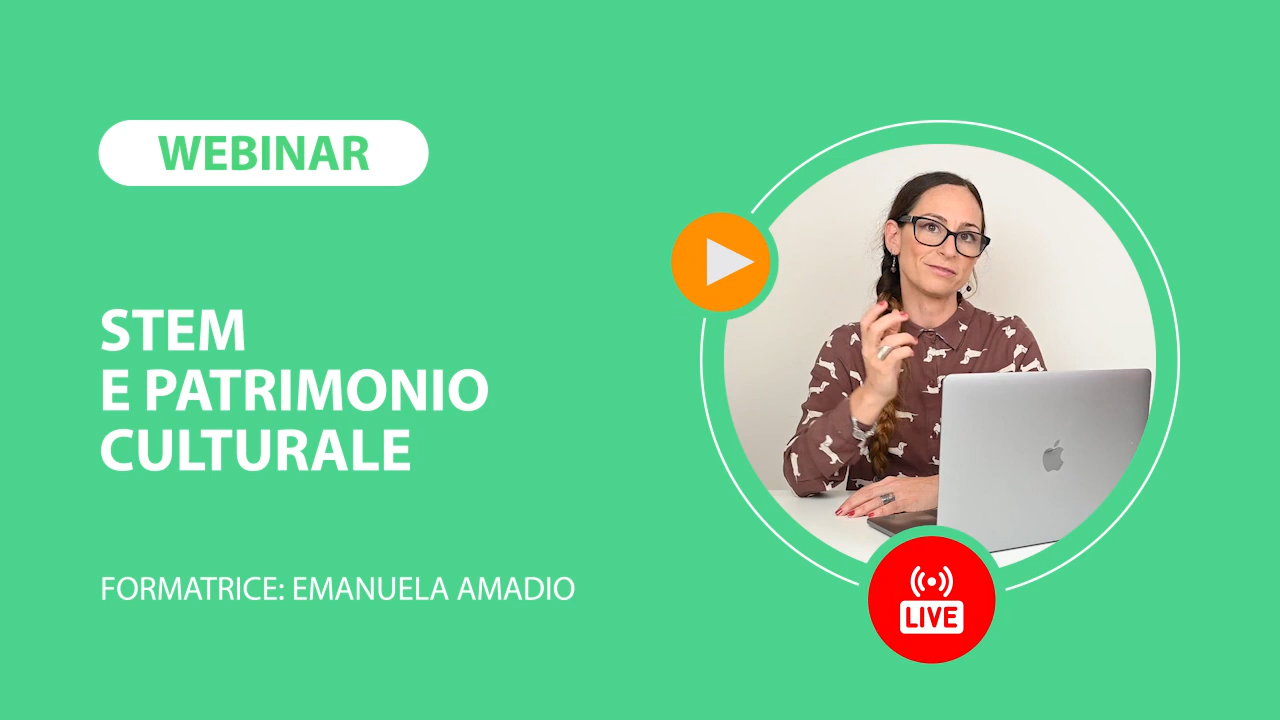 WEBINAR
STEM
E PATRIMONIO
CULTURALE
FORMATRICE: EMANUELA AMADIO
LIVE